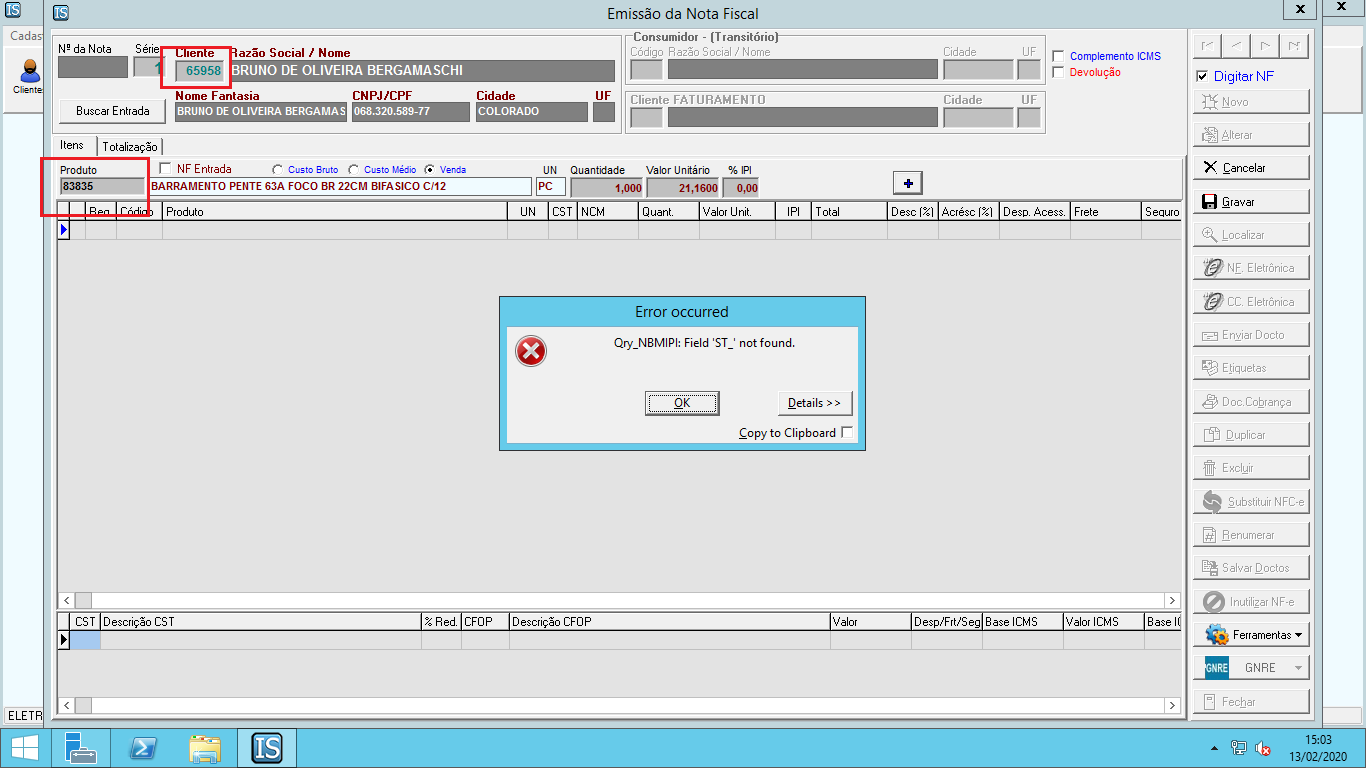 IS
IS
Emissão da Nota Fiscal
x
x
Cadas
Clientes
Nº da Nota
Série
Cliente
Razão Social / Nome
1
65958
BRUNO DE OLIVEIRA BERGAMASCHI
Nome Fantasia
CNPJ/CPF
Cidade
UF
Buscar Entrada
BRUNO DE OLIVEIRA BERGAMAS
068.320.589-77
COLORADO
Consumidor - (Transitório)
Código
Razão Social / Nome
Cidade
UF
Cliente FATURAMENTO
Cidade
UF
Complemento ICMS
Devolução
Digitar NF
Novo
Alterar
Cancelar
Gravar
Localizar
NF. Eletrônica
CC. Eletrônica
Enviar Docto
Etiquetas
Doc.Cobrança
Duplicar
Excluir
Substituir NFC-e
Renumerar
Salvar Doctos
Inutilizar NF-e
Ferramentas
GNRE
GNRE
Fechar
Itens
Totalização
Produto
NF Entrada
Custo Bruto
Custo Médio
Venda
UN
Quantidade
Valor Unitário
% IPI
83835
BARRAMENTO PENTE 63A FOCO BR 22CM BIFASICO C/12
PC
1,000
21,1600
0,00
+
Req.
Código
Produto
UN
CST
NCM
Quant.
Valor Unit.
IPI
Total
Desc (%)
Acrésc (%)
Desp. Acess.
Frete
Seguro
Error occurred
Qry_NBMIPI: Field 'ST_' not found.
OK
Details >>
Copy to Clipboard
CST
Descrição CST
% Red.
CFOP
Descrição CFOP
Valor
Desp/Frt/Seg
Base ICMS
Valor ICMS
Base IC
ELETR
IS
15:03
13/02/2020